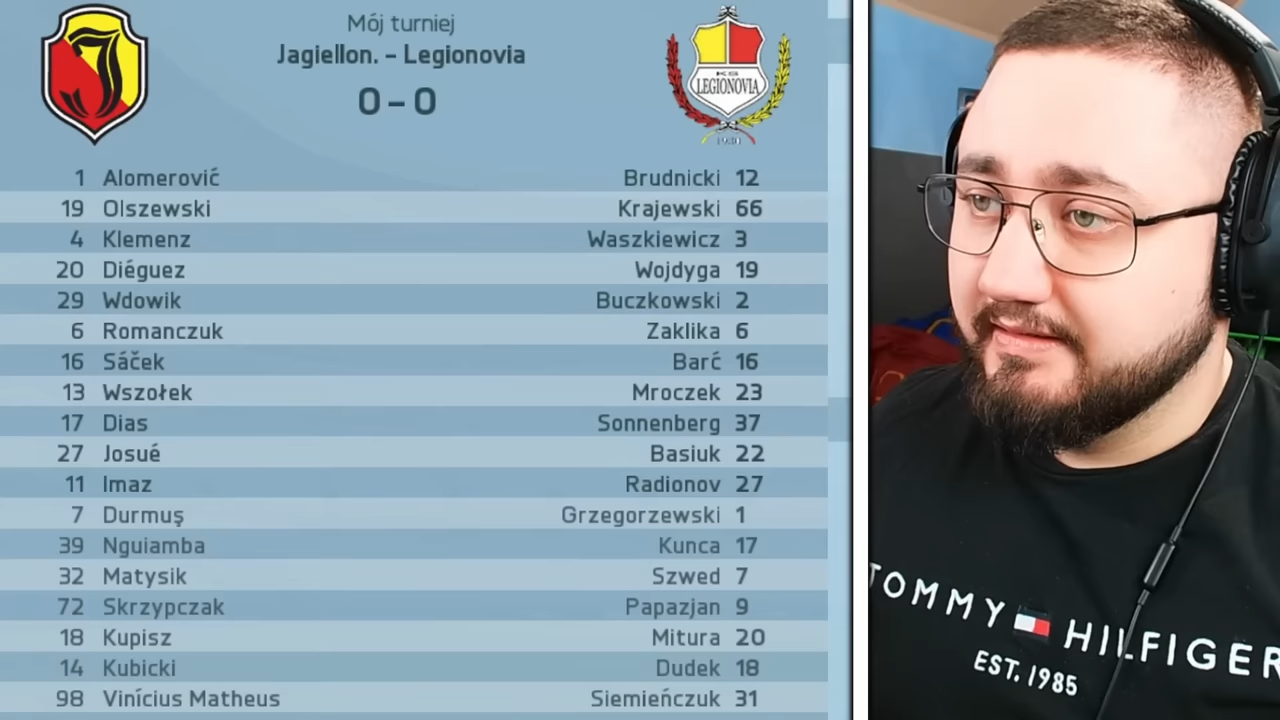 Mój turniej
Jagiellon. – Legionovia
0 – 0
KS
LEGIONOVIA
1930
1 Alomerović Brudnicki 12
19 Olszewski Krajewski 66
4 Klemenz Waszkiewicz 3
20 Diéguez Wojdyga 19
29 Wdowik Buczkowski 2
6 Romanczuk Zaklika 6
16 Sáček Barć 16
13 Wszołek Mroczek 23
17 Dias Sonnenberg 37
27 Josué Basiuk 22
11 Imaz Radionov 27
7 Durmuş Grzegorzewski 1
39 Nguiamba Kunca 17
32 Matysik Szwed 7
72 Skrzypczak Papazjan 9
18 Kupisz Mitura 20
14 Kubicki Dudek 18
98 Vinícius Matheus Siemieńczuk 31
TOMMY HILFIGER
EST. 1985